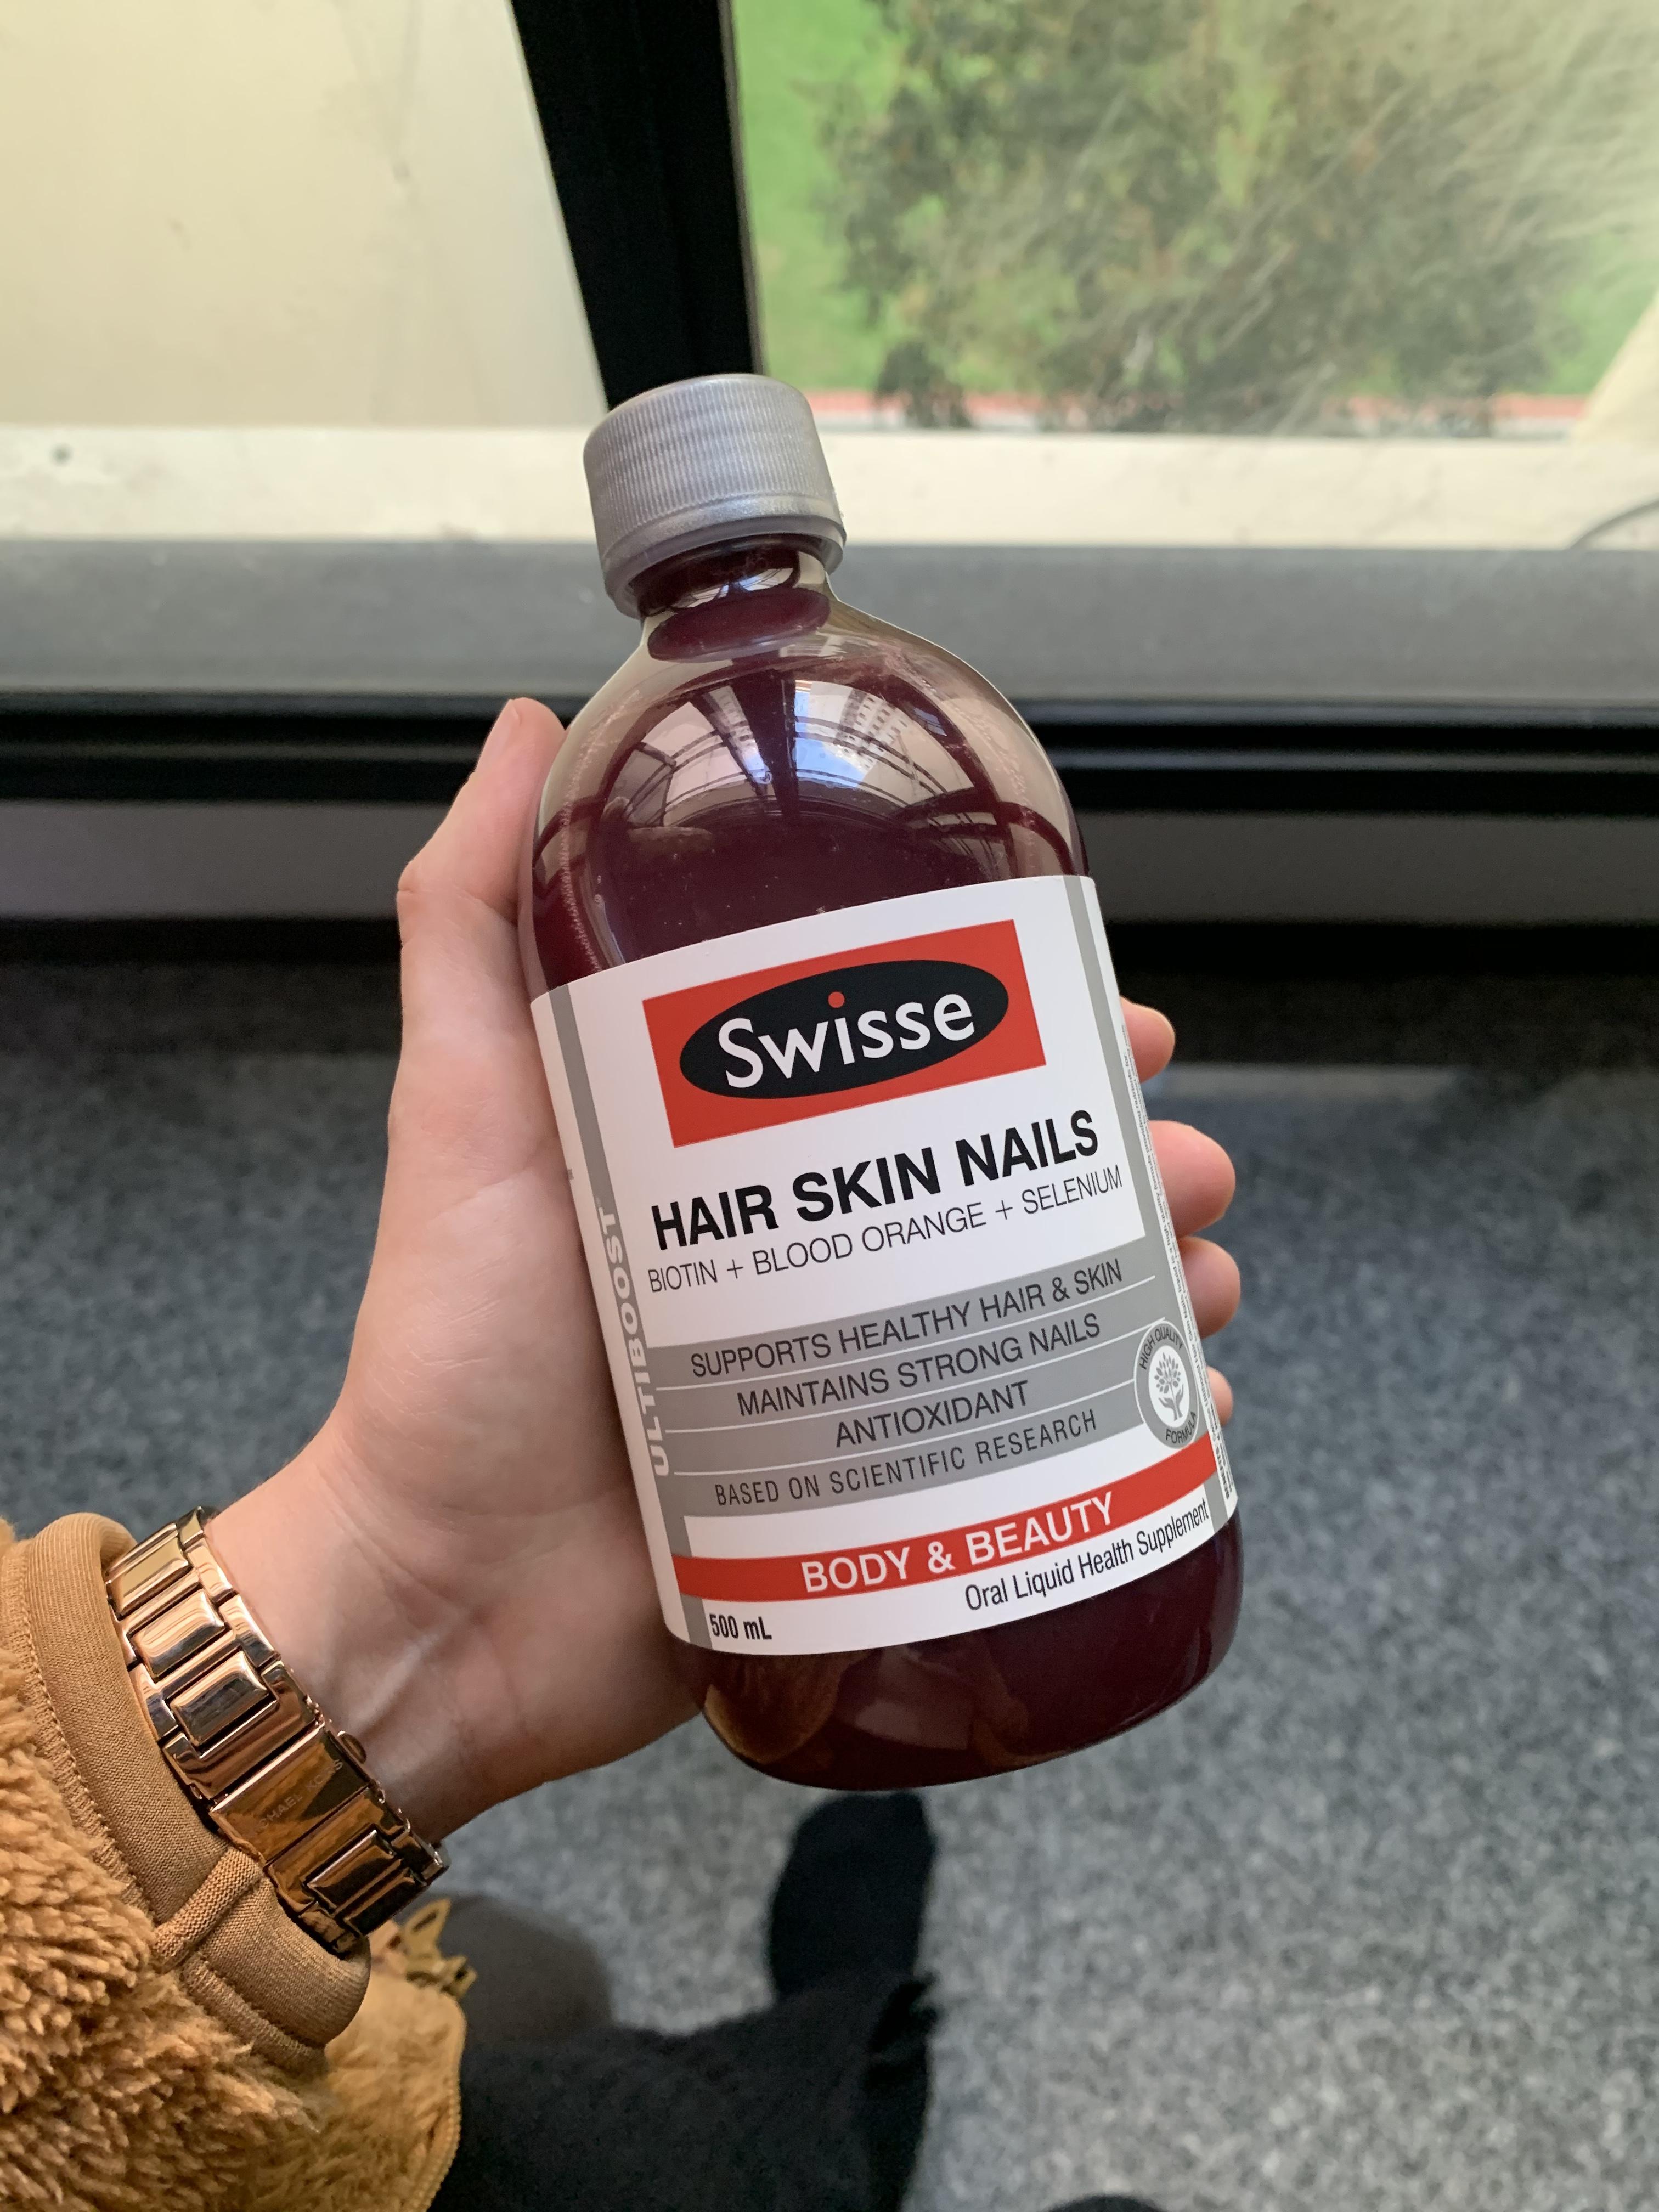 Swisse
HAIR SKIN NAILS
BIOTIN + BLOOD ORANGE + SELENIUM
ULTIBOOST
SUPPORTS HEALTHY HAIR & SKIN
MAINTAINS STRONG NAILS
ANTIOXIDANT
BASED ON SCIENTIFIC RESEARCH
HIGH QUALITY
FORMULA
BODY & BEAUTY
Oral Liquid Health Supplement
500 mL